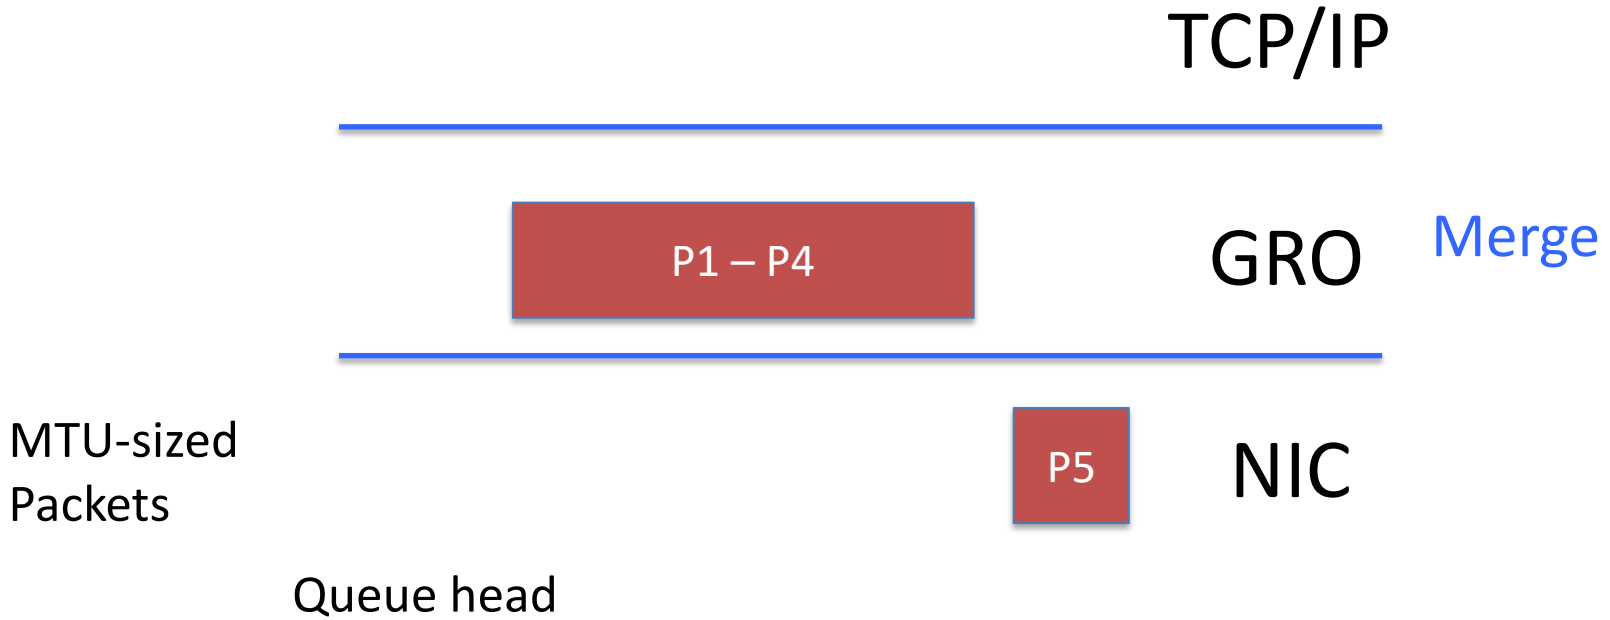 TCP/IP
P1 – P4
GRO
Merge
MTU-sized
Packets
P5
NIC
Queue head